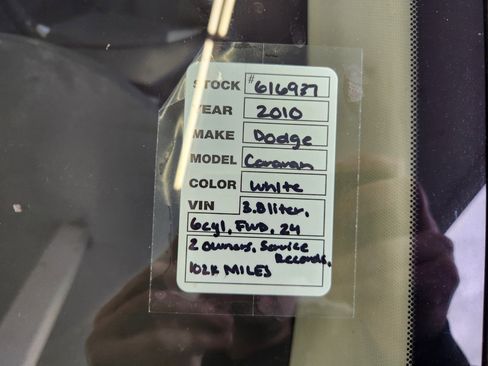 STOCK #616937
YEAR 2010
MAKE Dodge
MODEL Caravan
COLOR White
VIN 3.8 liter,
6cyl, FWD, 24
2 owners, Service
Records,
102K MILES